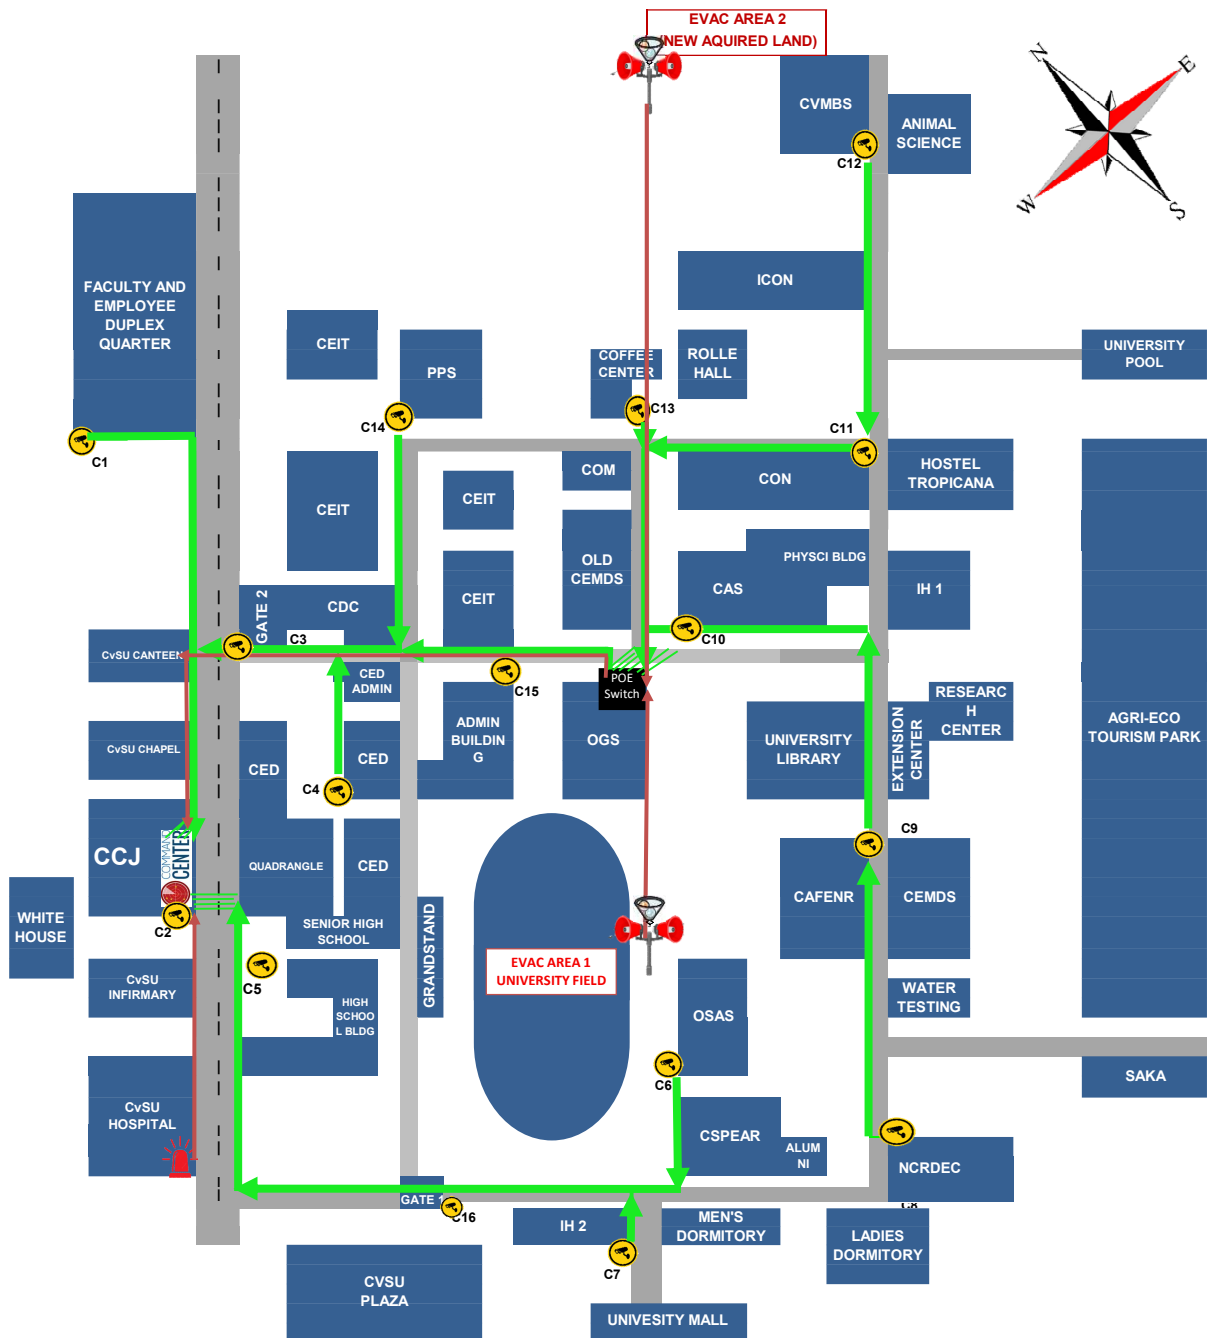 EVAC AREA 2
(NEW AQUIRED LAND)
N
E
W
S
CVMBS
ANIMAL
SCIENCE
C12
ICON
FACULTY AND
EMPLOYEE
DUPLEX
QUARTER
CEIT
PPS
COFFEE
CENTER
ROLLE
HALL
UNIVERSITY
POOL
C14
C13
C11
C1
COM
CON
HOSTEL
TROPICANA
CEIT
CEIT
OLD
CEMDS
PHYSCI BLDG
CAS
IH 1
CEIT
GATE 2
CDC
C3
C10
CvSU CANTEEN
CED
ADMIN
C15
POE
Switch
RESEARC
H
CENTER
AGRI-ECO
TOURISM PARK
CvSU CHAPEL
CED
CED
ADMIN
BUILDIN
G
OGS
UNIVERSITY
LIBRARY
EXTENSION
CENTER
C4
C9
CCJ
COMMAND
CENTER
QUADRANGLE
CED
CAFENR
CEMDS
WHITE
HOUSE
C2
SENIOR HIGH
SCHOOL
GRANDSTAND
EVAC AREA 1
UNIVERSITY FIELD
C5
CvSU
INFIRMARY
HIGH
SCHOO
L BLDG
OSAS
WATER
TESTING
C6
SAKA
CvSU
HOSPITAL
CSPEAR
ALUM
NI
NCRDEC
GATE 1
C16
C8
IH 2
MEN'S
DORMITORY
LADIES
DORMITORY
C7
CVSU
PLAZA
UNIVESITY MALL